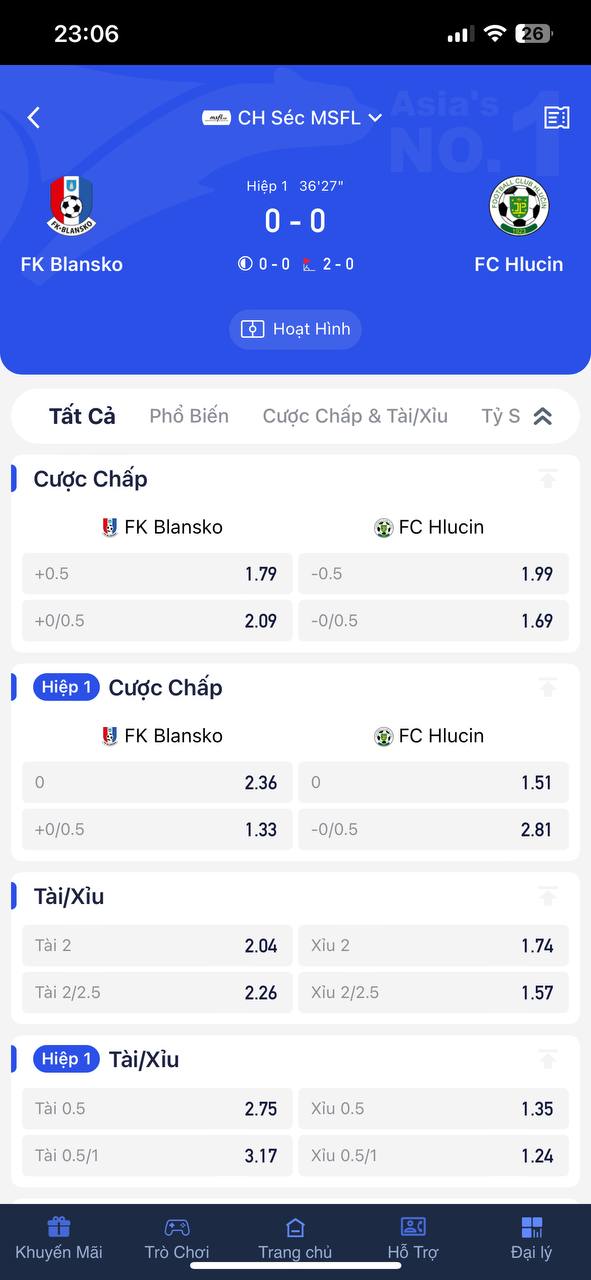 23:06
26
Asia's
NO.1
CH Séc MSFL
Hiệp 1 36'27"
0 - 0
FK Blansko
FC Hlucin
0 - 0 2 - 0
Hoạt Hình
Tất Cả Phổ Biến Cược Chấp & Tài/Xỉu Tỷ S
Cược Chấp
FK Blansko FC Hlucin
+0.5 1.79 -0.5 1.99
+0/0.5 2.09 -0/0.5 1.69
Hiệp 1 Cược Chấp
FK Blansko FC Hlucin
0 2.36 0 1.51
+0/0.5 1.33 -0/0.5 2.81
Tài/Xỉu
Tài 2 2.04 Xỉu 2 1.74
Tài 2/2.5 2.26 Xỉu 2/2.5 1.57
Hiệp 1 Tài/Xỉu
Tài 0.5 2.75 Xỉu 0.5 1.35
Tài 0.5/1 3.17 Xỉu 0.5/1 1.24
Khuyến Mãi Trò Chơi Trang chủ Hỗ Trợ Đại lý